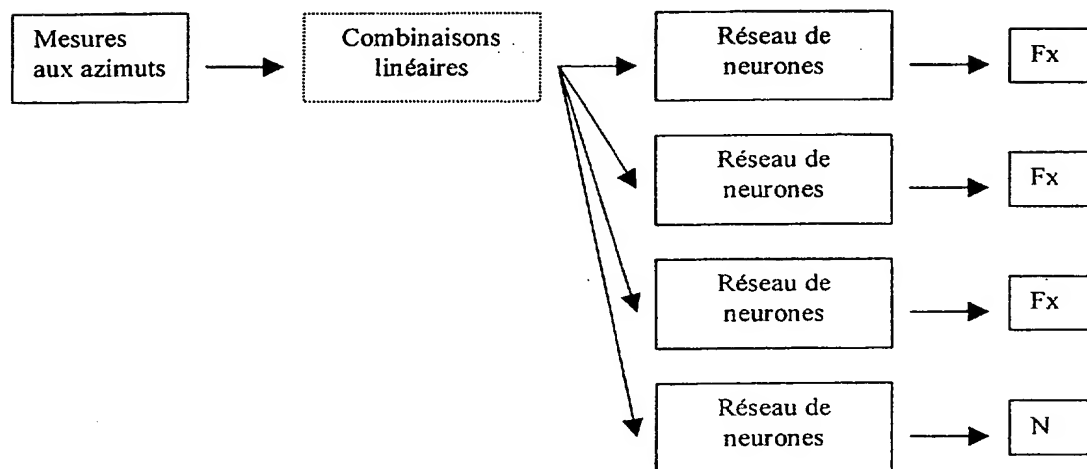 Mesures
aux azimuts
Combinaisons
linéaires
Réseau de
neurones
Fx
Réseau de
neurones
Fx
Réseau de
neurones
Fx
Réseau de
neurones
N